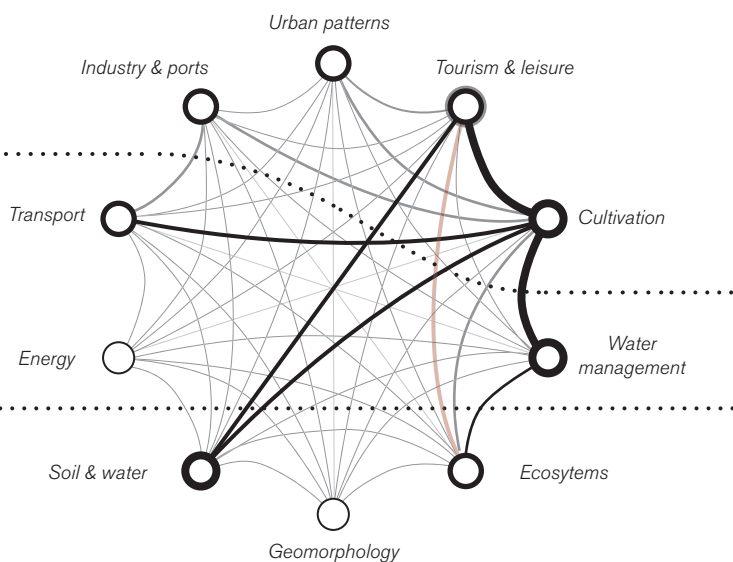 Urban patterns
Industry & ports
Tourism & leisure
Transport
Cultivation
Energy
Water
management
Soil & water
Ecosytems
Geomorphology